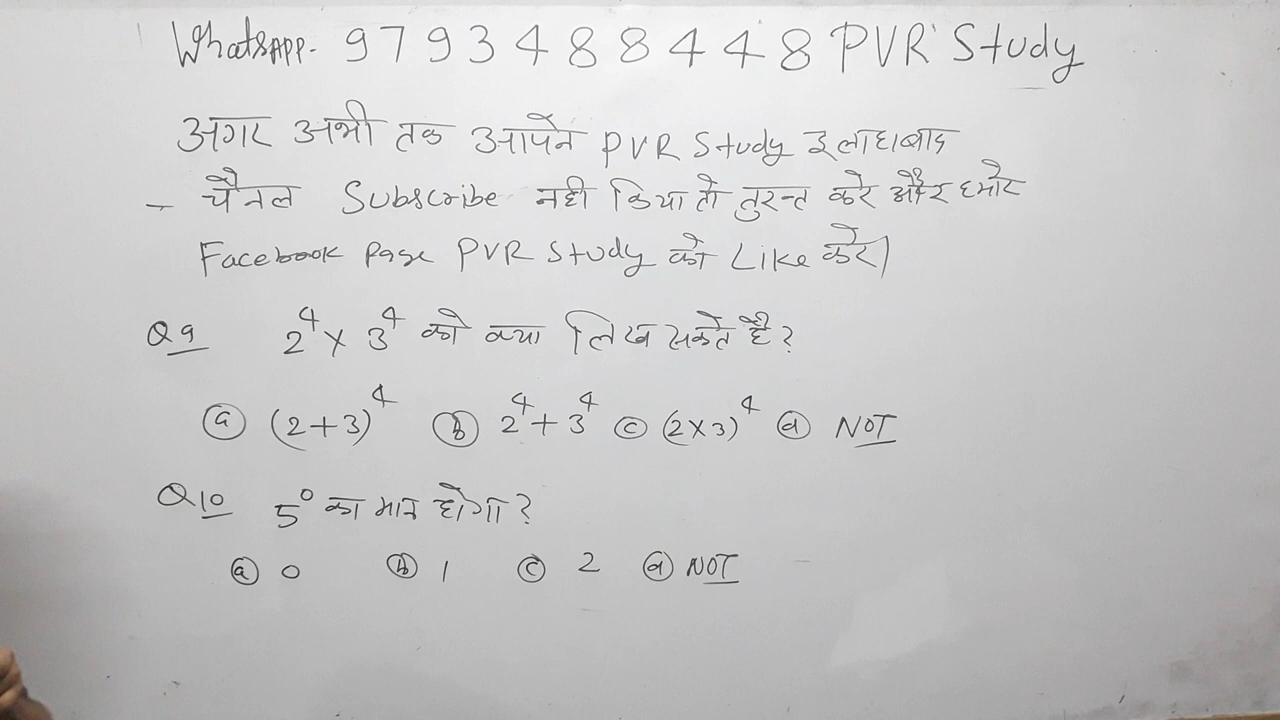 WhatsAPP- 9793488448 PVR Study
अगर अभी तक आपने PVR Study इलाहाबाद
- चैनल Subscribe नही किया तो तुरन्त करे और हमारे
Facebook Page PVR Study को Like करे|
Q9 2⁴ x 3⁴ को क्या लिख सकते है?
(a) (2+3)⁴ (b) 2⁴+3⁴ (c) (2x3)⁴ (d) NOT
Q10 5⁰ का मान होगा?
(a) 0 (b) 1 (c) 2 (d) NOT